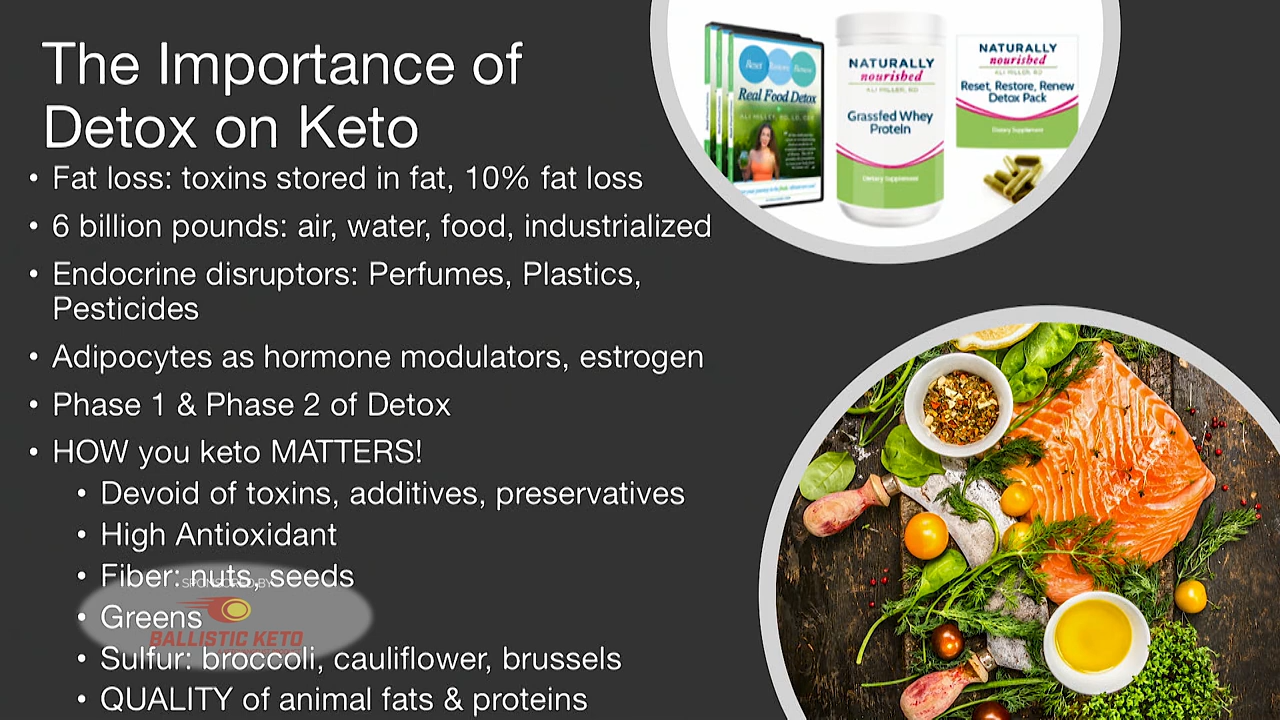 The Importance of
Detox on Keto
• Fat loss: toxins stored in fat, 10% fat loss
• 6 billion pounds: air, water, food, industrialized
• Endocrine disruptors: Perfumes, Plastics,
Pesticides
• Adipocytes as hormone modulators, estrogen
• Phase 1 & Phase 2 of Detox
• HOW you keto MATTERS!
• Devoid of toxins, additives, preservatives
• High Antioxidant
• Fiber: nuts, seeds
• Greens
• Sulfur: broccoli, cauliflower, brussels
• QUALITY of animal fats & proteins
SPONSORED BY
BALLISTIC KETO
Reset Restore Renew
Real Food Detox
ALI MILLER, RD, LD, CDE
NATURALLY
nourished
ALI MILLER, RD
Grassfed Whey
Protein
Dietary Supplement
NATURALLY
nourished
ALI MILLER, RD
Reset, Restore, Renew
Detox Pack
Dietary Supplement